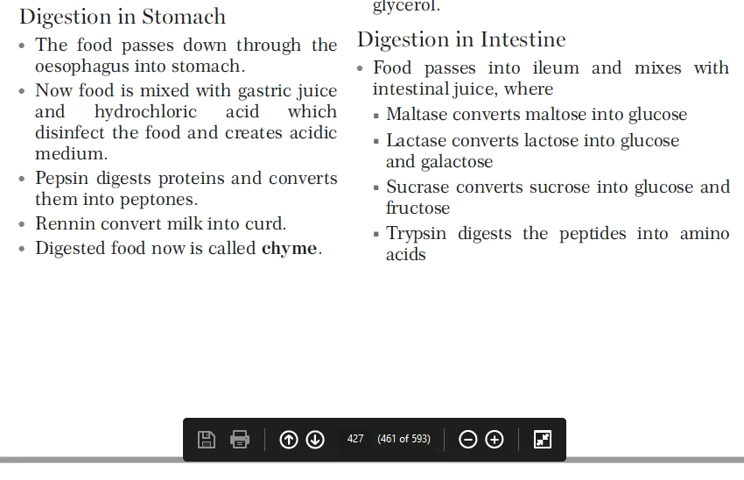 Digestion in Stomach
• The food passes down through the
oesophagus into stomach.
• Now food is mixed with gastric juice
and hydrochloric acid which
disinfect the food and creates acidic
medium.
• Pepsin digests proteins and converts
them into peptones.
• Rennin convert milk into curd.
• Digested food now is called chyme.
glycerol.
Digestion in Intestine
• Food passes into ileum and mixes with
intestinal juice, where
▪ Maltase converts maltose into glucose
▪ Lactase converts lactose into glucose
and galactose
▪ Sucrase converts sucrose into glucose and
fructose
▪ Trypsin digests the peptides into amino
acids
427 (461 of 593)